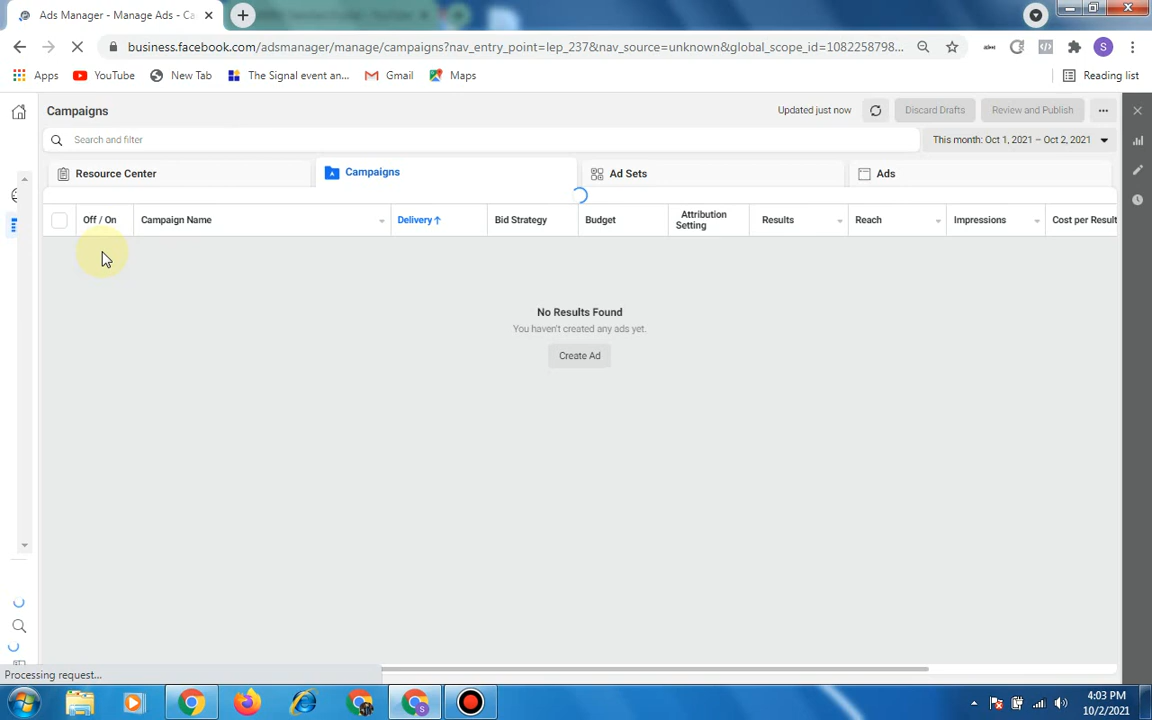 Ads Manager - Manage Ads - Ca
business.facebook.com/adsmanager/manage/campaigns?nav_entry_point=lep_237&nav_source=unknown&global_scope_id=1082258798...
S
Apps
YouTube
New Tab
The Signal event an...
Gmail
Maps
Reading list
Campaigns
Updated just now
Discard Drafts
Review and Publish
Search and filter
This month: Oct 1, 2021 – Oct 2, 2021
Resource Center
Campaigns
Ad Sets
Ads
Off / On
Campaign Name
Delivery ↑
Bid Strategy
Budget
Attribution
Setting
Results
Reach
Impressions
Cost per Result
No Results Found
You haven't created any ads yet.
Create Ad
Processing request...
4:03 PM
10/2/2021